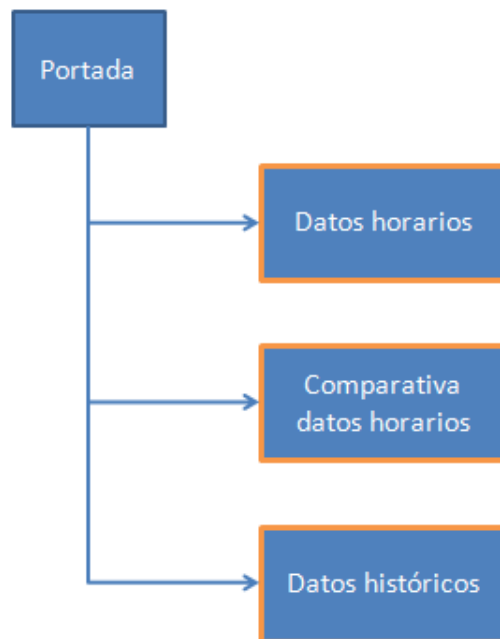 Portada
Datos horarios
Comparativa
datos horarios
Datos históricos